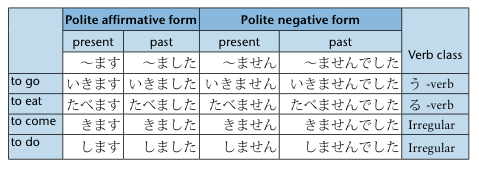 Polite affirmative form Polite negative form
present past present past Verb class
～ます ～ました ～ません ～ませんでした
to go いきます いきました いきません いきませんでした う -verb
to eat たべます たべました たべません たべませんでした る -verb
to come きます きました きません きませんでした Irregular
to do します しました しません しませんでした Irregular